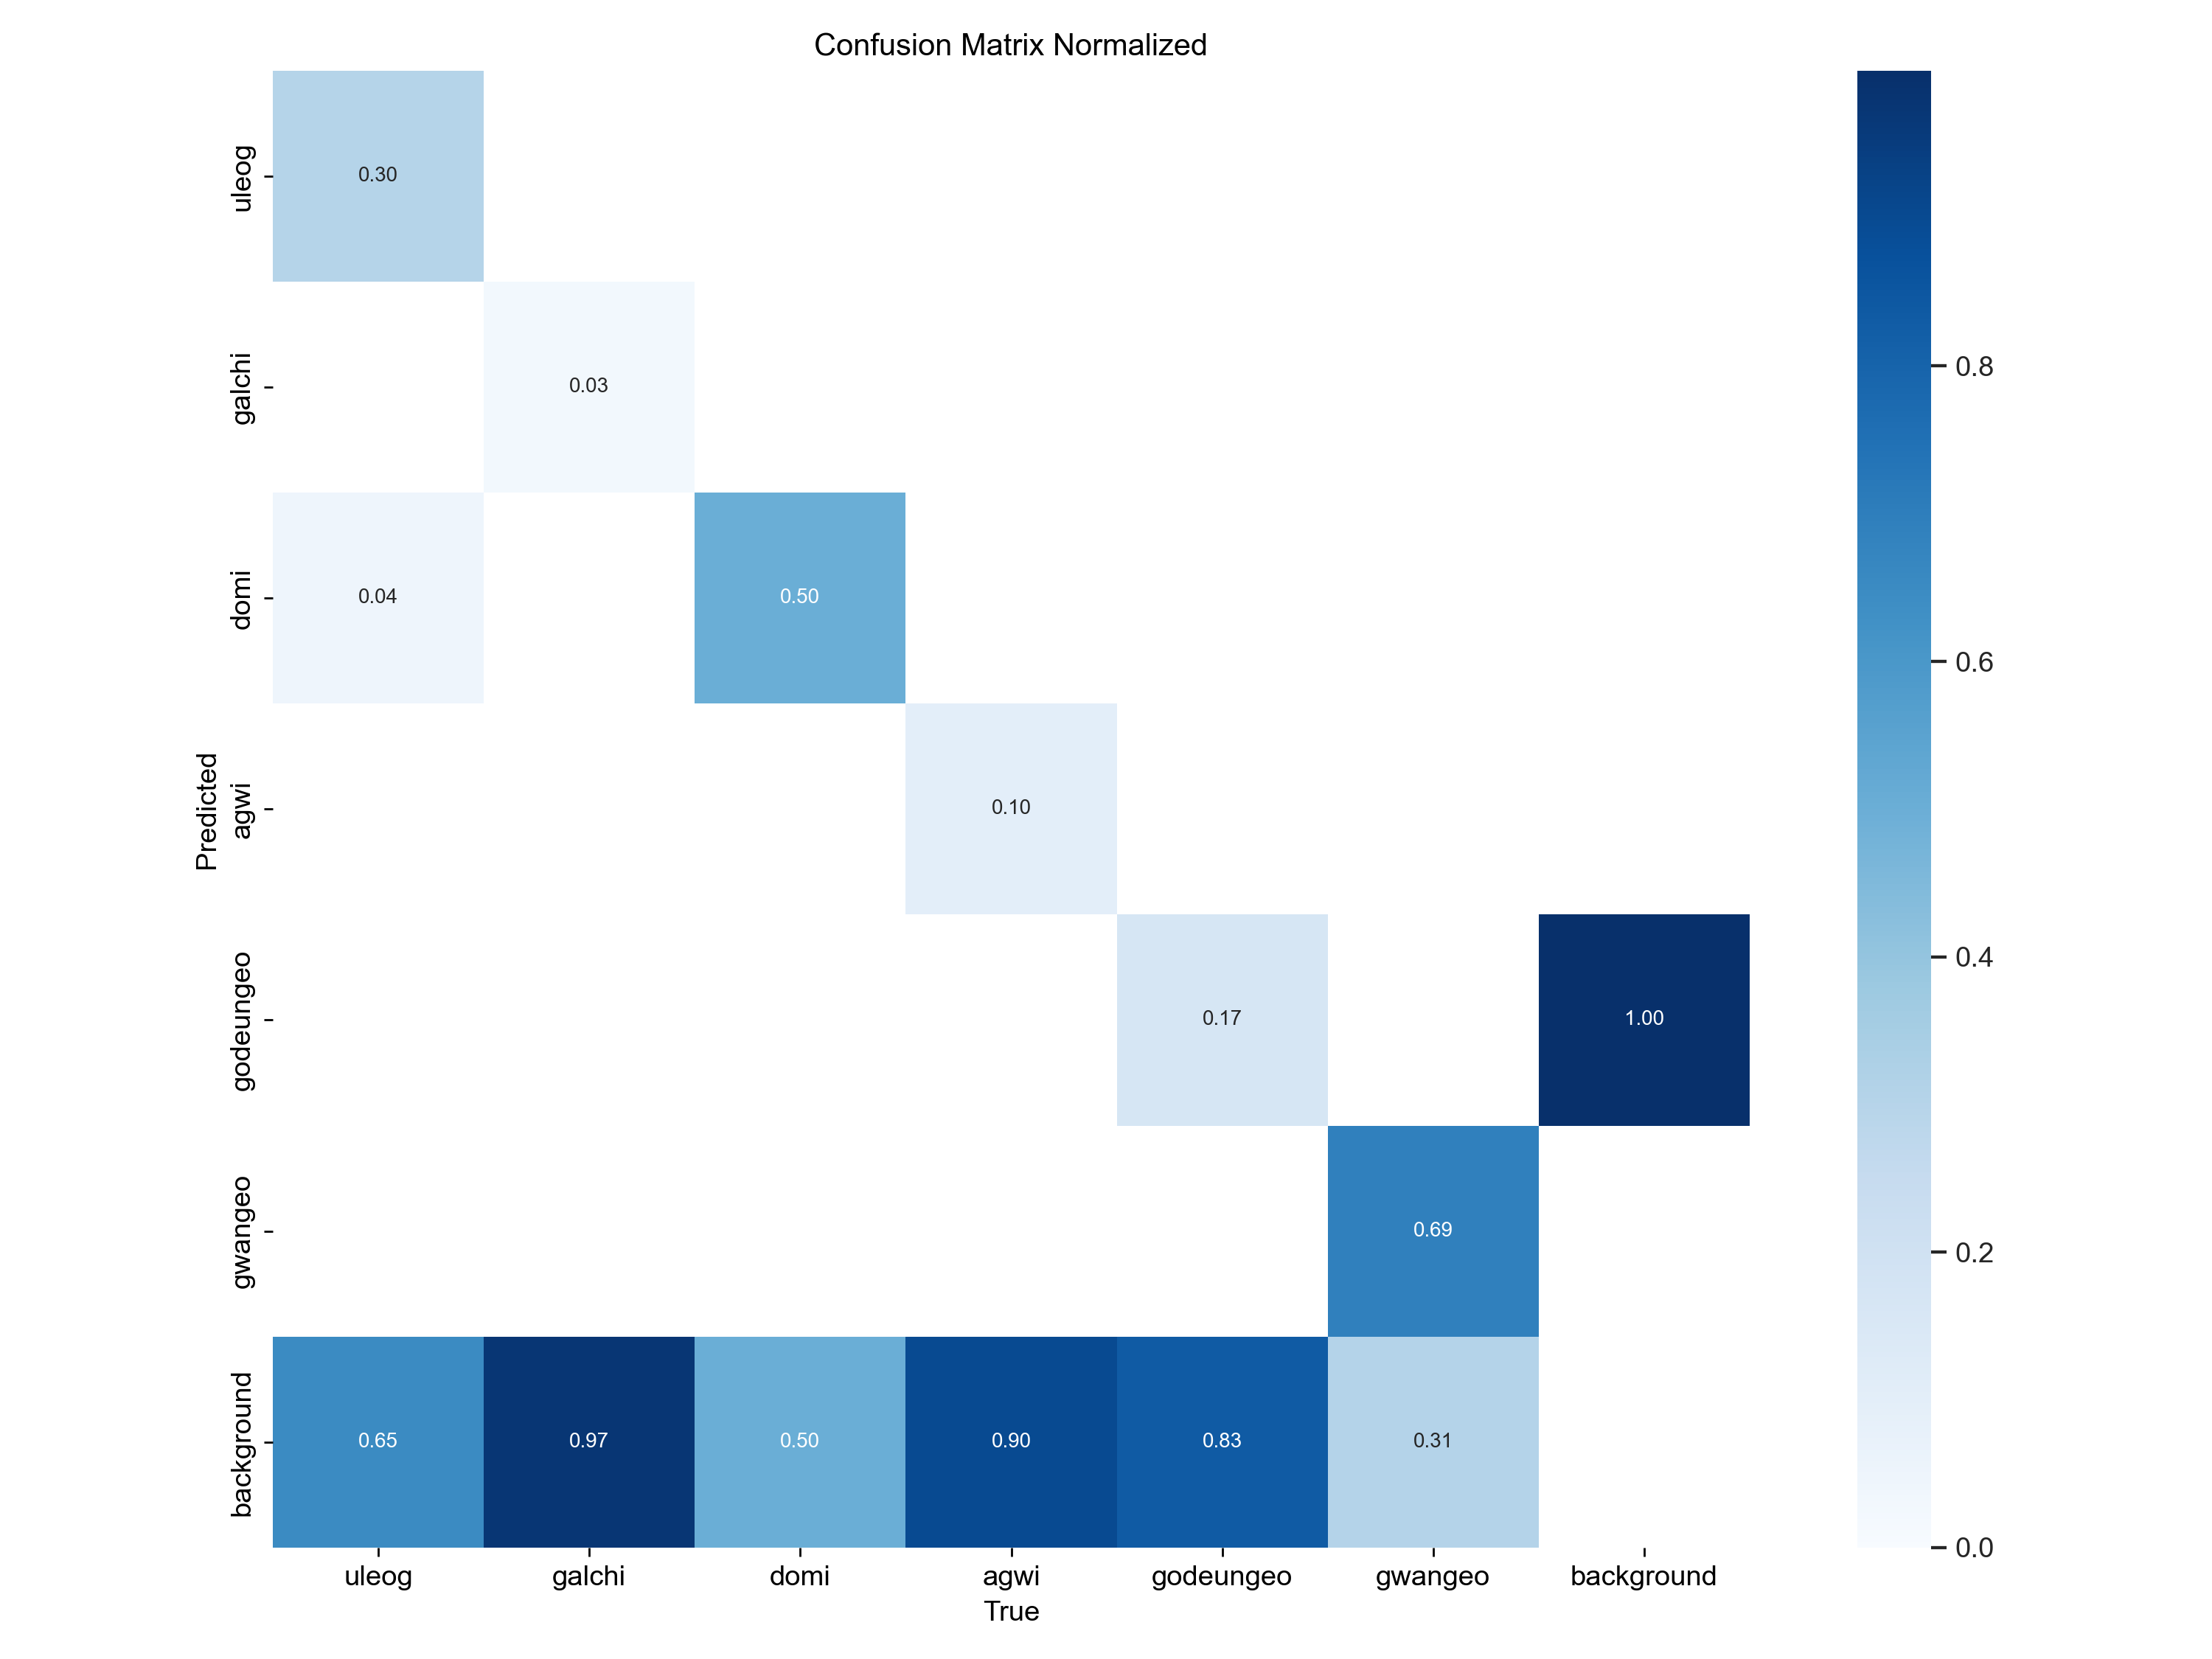 Confusion Matrix Normalized
uleog
0.30
galchi
0.03
domi
0.04 0.50
agwi
0.10
godeungeo
0.17 1.00
gwangeo
0.69
background
0.65 0.97 0.50 0.90 0.83 0.31
Predicted
uleog galchi domi agwi godeungeo gwangeo background
True
0.8
0.6
0.4
0.2
0.0